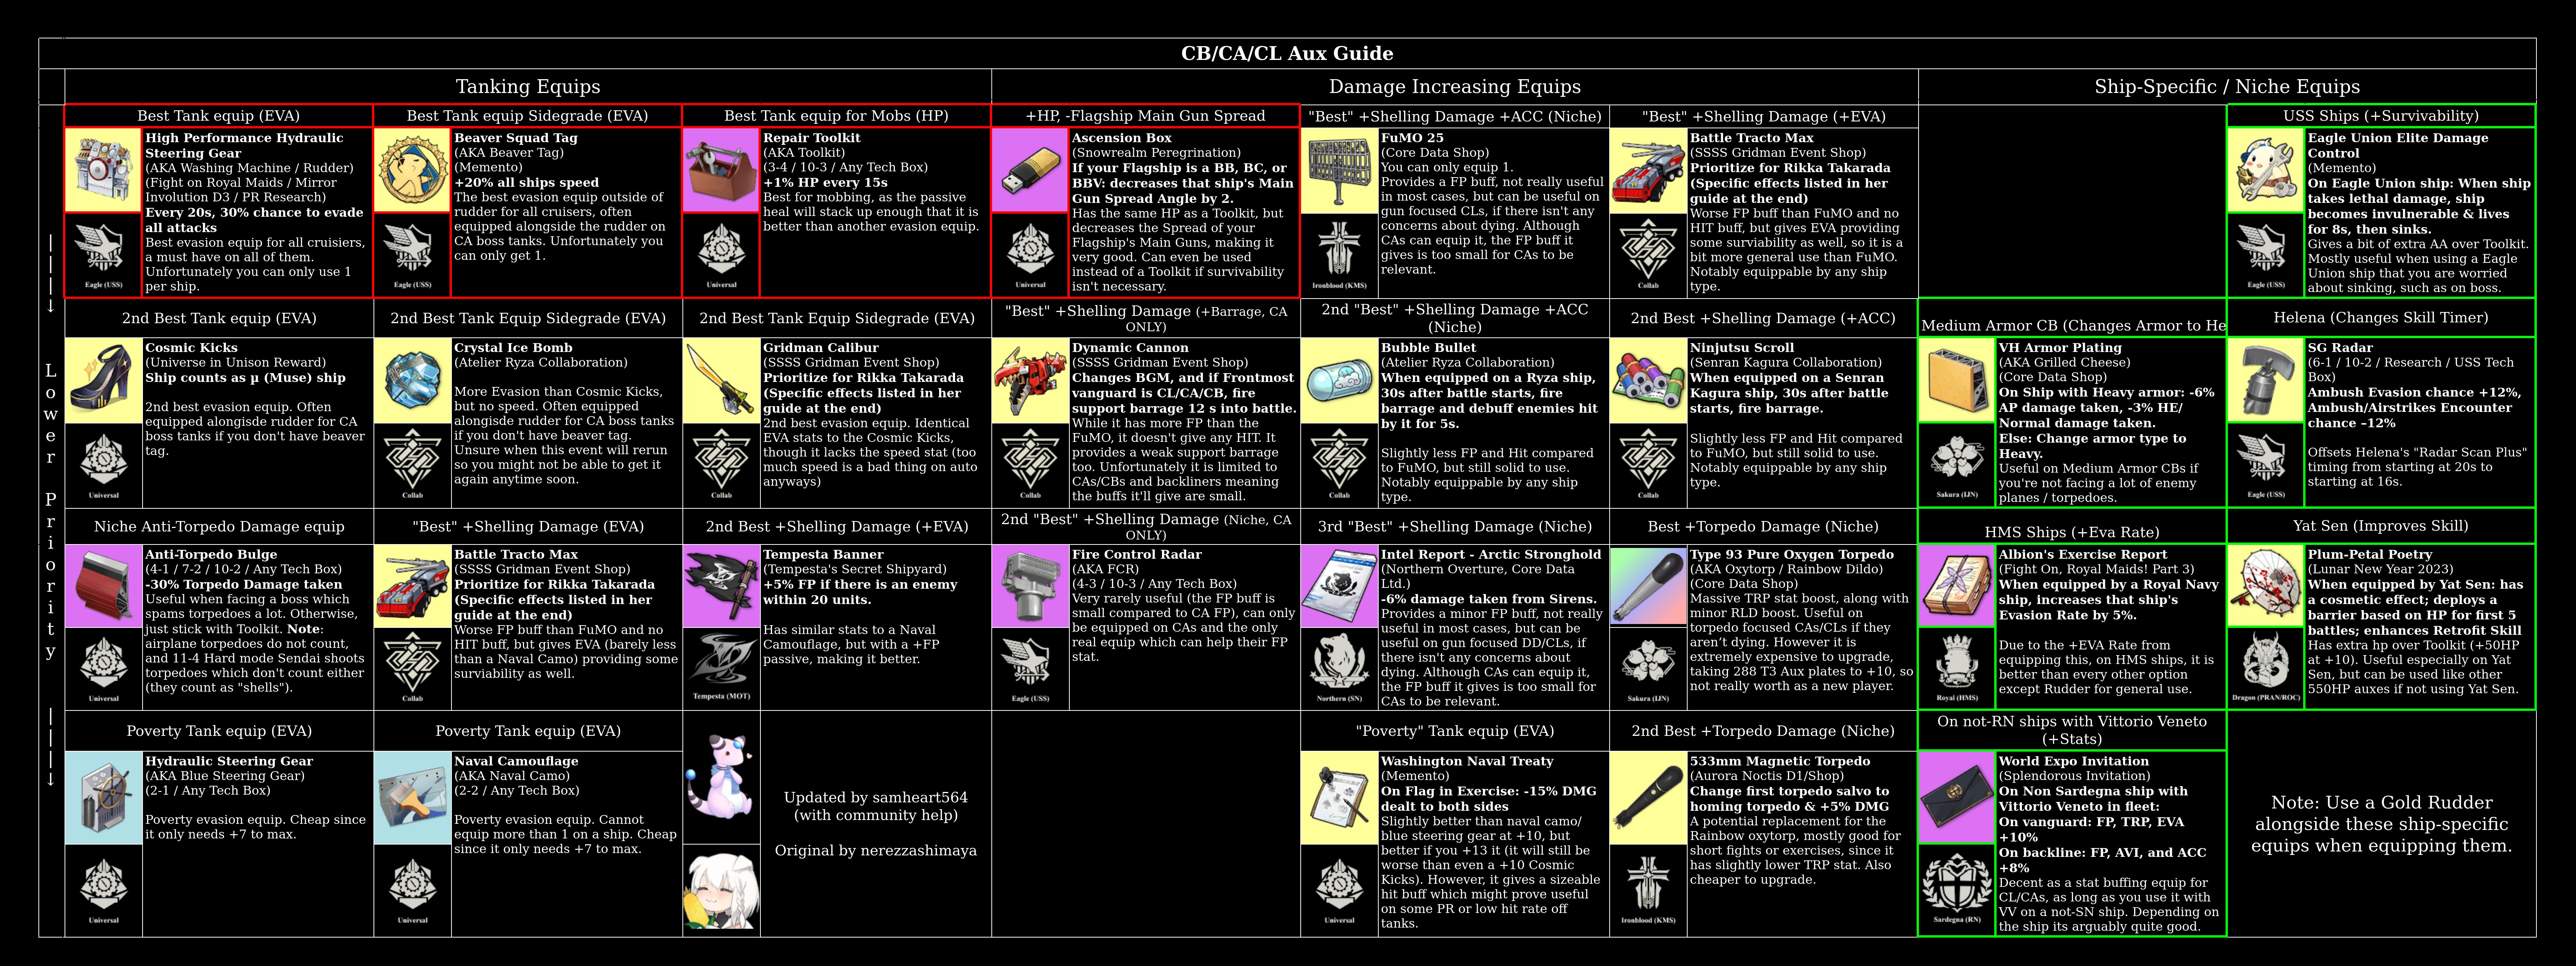 CB/CA/CL Aux Guide
Tanking Equips
Damage Increasing Equips
Ship-Specific / Niche Equips
Lower Priority
Best Tank equip (EVA)
High Performance Hydraulic
Steering Gear
(AKA Washing Machine / Rudder)
(Fight on Royal Maids / Mirror
Involution D3 / PR Research)
Every 20s, 30% chance to evade
all attacks
Best evasion equip for all cruisiers,
a must have on all of them.
Unfortunately you can only use 1
per ship.
Eagle (USS)
Best Tank equip Sidegrade (EVA)
Beaver Squad Tag
(AKA Beaver Tag)
(Memento)
+20% all ships speed
The best evasion equip outside of
rudder for all cruisers, often
equipped alongside the rudder on
CA boss tanks. Unfortunately you
can only get 1.
Eagle (USS)
Best Tank equip for Mobs (HP)
Repair Toolkit
(AKA Toolkit)
(3-4 / 10-3 / Any Tech Box)
+1% HP every 15s
Best for mobbing, as the passive
heal will stack up enough that it is
better than another evasion equip.
Universal
+HP, -Flagship Main Gun Spread
Ascension Box
(Snowrealm Peregrination)
If your Flagship is a BB, BC, or
BBV: decreases that ship's Main
Gun Spread Angle by 2.
Has the same HP as a Toolkit, but
decreases the Spread of your
Flagship's Main Guns, making it
very good. Can even be used
instead of a Toolkit if survivability
isn't necessary.
Universal
"Best" +Shelling Damage +ACC (Niche)
FuMO 25
(Core Data Shop)
You can only equip 1.
Provides a FP buff, not really useful
in most cases, but can be useful on
gun focused CLs, if there isn't any
concerns about dying. Although
CAs can equip it, the FP buff it
gives is too small for CAs to be
relevant.
Ironblood (KMS)
"Best" +Shelling Damage (+EVA)
Battle Tracto Max
(SSSS Gridman Event Shop)
Prioritize for Rikka Takarada
(Specific effects listed in her
guide at the end)
Worse FP buff than FuMO and no
HIT buff, but gives EVA providing
some surviability as well, so it is a
bit more general use than FuMO.
Notably equippable by any ship
type.
Collab
USS Ships (+Survivability)
Eagle Union Elite Damage
Control
(Memento)
On Eagle Union ship: When ship
takes lethal damage, ship
becomes invulnerable & lives
for 8s, then sinks.
Gives a bit of extra AA over Toolkit.
Mostly useful when using a Eagle
Union ship that you are worried
about sinking, such as on boss.
Eagle (USS)
2nd Best Tank equip (EVA)
Cosmic Kicks
(Universe in Unison Reward)
Ship counts as μ (Muse) ship
2nd best evasion equip. Often
equipped alongisde rudder for CA
boss tanks if you don't have beaver
tag.
Universal
2nd Best Tank Equip Sidegrade (EVA)
Crystal Ice Bomb
(Atelier Ryza Collaboration)
More Evasion than Cosmic Kicks,
but no speed. Often equipped
alongisde rudder for CA boss tanks
if you don't have beaver tag.
Unsure when this event will rerun
so you might not be able to get it
again anytime soon.
Collab
2nd Best Tank Equip Sidegrade (EVA)
Gridman Calibur
(SSSS Gridman Event Shop)
Prioritize for Rikka Takarada
(Specific effects listed in her
guide at the end)
2nd best evasion equip. Identical
EVA stats to the Cosmic Kicks,
though it lacks the speed stat (too
much speed is a bad thing on auto
anyways)
Collab
"Best" +Shelling Damage (+Barrage, CA
ONLY)
Dynamic Cannon
(SSSS Gridman Event Shop)
Changes BGM, and if Frontmost
vanguard is CL/CA/CB, fire
support barrage 12 s into battle.
While it has more FP than the
FuMO, it doesn't give any HIT. It
provides a weak support barrage
too. Unfortunately it is limited to
CAs/CBs and backliners meaning
the buffs it'll give are small.
Collab
2nd "Best" +Shelling Damage +ACC
(Niche)
Bubble Bullet
(Atelier Ryza Collaboration)
When equipped on a Ryza ship,
30s after battle starts, fire
barrage and debuff enemies hit
by it for 5s.
Slightly less FP and Hit compared
to FuMO, but still solid to use.
Notably equippable by any ship
type.
Collab
2nd Best +Shelling Damage (+ACC)
Ninjutsu Scroll
(Senran Kagura Collaboration)
When equipped on a Senran
Kagura ship, 30s after battle
starts, fire barrage.
Slightly less FP and Hit compared
to FuMO, but still solid to use.
Notably equippable by any ship
type.
Collab
Medium Armor CB (Changes Armor to He
VH Armor Plating
(AKA Grilled Cheese)
(Core Data Shop)
On Ship with Heavy armor: -6%
AP damage taken, -3% HE/
Normal damage taken.
Else: Change armor type to
Heavy.
Useful on Medium Armor CBs if
you're not facing a lot of enemy
planes / torpedoes.
Sakura (IJN)
Helena (Changes Skill Timer)
SG Radar
(6-1 / 10-2 / Research / USS Tech
Box)
Ambush Evasion chance +12%,
Ambush/Airstrikes Encounter
chance –12%
Offsets Helena's "Radar Scan Plus"
timing from starting at 20s to
starting at 16s.
Eagle (USS)
Niche Anti-Torpedo Damage equip
Anti-Torpedo Bulge
(4-1 / 7-2 / 10-2 / Any Tech Box)
-30% Torpedo Damage taken
Useful when facing a boss which
spams torpedoes a lot. Otherwise,
just stick with Toolkit. Note:
airplane torpedoes do not count,
and 11-4 Hard mode Sendai shoots
torpedoes which don't count either
(they count as "shells").
Universal
"Best" +Shelling Damage (EVA)
Battle Tracto Max
(SSSS Gridman Event Shop)
Prioritize for Rikka Takarada
(Specific effects listed in her
guide at the end)
Worse FP buff than FuMO and no
HIT buff, but gives EVA (barely less
than a Naval Camo) providing some
surviability as well.
Collab
2nd Best +Shelling Damage (+EVA)
Tempesta Banner
(Tempesta's Secret Shipyard)
+5% FP if there is an enemy
within 20 units.
Has similar stats to a Naval
Camouflage, but with a +FP
passive, making it better.
Tempesta (MOT)
2nd "Best" +Shelling Damage (Niche, CA
ONLY)
Fire Control Radar
(AKA FCR)
(4-3 / 10-3 / Any Tech Box)
Very rarely useful (the FP buff is
small compared to CA FP), can only
be equipped on CAs and the only
real equip which can help their FP
stat.
Eagle (USS)
3rd "Best" +Shelling Damage (Niche)
Intel Report - Arctic Stronghold
(Northern Overture, Core Data
Ltd.)
-6% damage taken from Sirens.
Provides a minor FP buff, not really
useful in most cases, but can be
useful on gun focused DD/CLs, if
there isn't any concerns about
dying. Although CAs can equip it,
the FP buff it gives is too small for
CAs to be relevant.
Northern (SN)
Best +Torpedo Damage (Niche)
Type 93 Pure Oxygen Torpedo
(AKA Oxytorp / Rainbow Dildo)
(Core Data Shop)
Massive TRP stat boost, along with
minor RLD boost. Useful on
torpedo focused CAs/CLs if they
aren't dying. However it is
extremely expensive to upgrade,
taking 288 T3 Aux plates to +10, so
not really worth as a new player.
Sakura (IJN)
HMS Ships (+Eva Rate)
Albion's Exercise Report
(Fight On, Royal Maids! Part 3)
When equipped by a Royal Navy
ship, increases that ship's
Evasion Rate by 5%.
Due to the +EVA Rate from
equipping this, on HMS ships, it is
better than every other option
except Rudder for general use.
Royal (HMS)
Yat Sen (Improves Skill)
Plum-Petal Poetry
(Lunar New Year 2023)
When equipped by Yat Sen: has
a cosmetic effect; deploys a
barrier based on HP for first 5
battles; enhances Retrofit Skill
Has extra hp over Toolkit (+50HP
at +10). Useful especially on Yat
Sen, but can be used like other
550HP auxes if not using Yat Sen.
Dragon (PRAN/ROC)
Poverty Tank equip (EVA)
Hydraulic Steering Gear
(AKA Blue Steering Gear)
(2-1 / Any Tech Box)
Poverty evasion equip. Cheap since
it only needs +7 to max.
Universal
Poverty Tank equip (EVA)
Naval Camouflage
(AKA Naval Camo)
(2-2 / Any Tech Box)
Poverty evasion equip. Cannot
equip more than 1 on a ship. Cheap
since it only needs +7 to max.
Universal
Updated by samheart564
(with community help)
Original by nerezzashimaya
"Poverty" Tank equip (EVA)
Washington Naval Treaty
(Memento)
On Flag in Exercise: -15% DMG
dealt to both sides
Slightly better than naval camo/
blue steering gear at +10, but
better if you +13 it (it will still be
worse than even a +10 Cosmic
Kicks). However, it gives a sizeable
hit buff which might prove useful
on some PR or low hit rate off
tanks.
Universal
2nd Best +Torpedo Damage (Niche)
533mm Magnetic Torpedo
(Aurora Noctis D1/Shop)
Change first torpedo salvo to
homing torpedo & +5% DMG
A potential replacement for the
Rainbow oxytorp, mostly good for
short fights or exercises, since it
has slightly lower TRP stat. Also
cheaper to upgrade.
Ironblood (KMS)
On not-RN ships with Vittorio Veneto
(+Stats)
World Expo Invitation
(Splendorous Invitation)
On Non Sardegna ship with
Vittorio Veneto in fleet:
On vanguard: FP, TRP, EVA
+10%
On backline: FP, AVI, and ACC
+8%
Decent as a stat buffing equip for
CL/CAs, as long as you use it with
VV on a not-SN ship. Depending on
the ship its arguably quite good.
Sardegna (RN)
Note: Use a Gold Rudder
alongside these ship-specific
equips when equipping them.